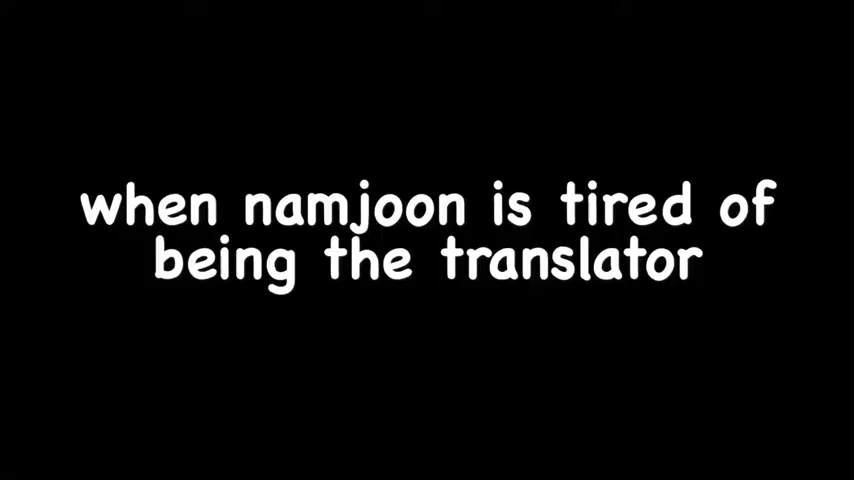 when namjoon is tired of
being the translator